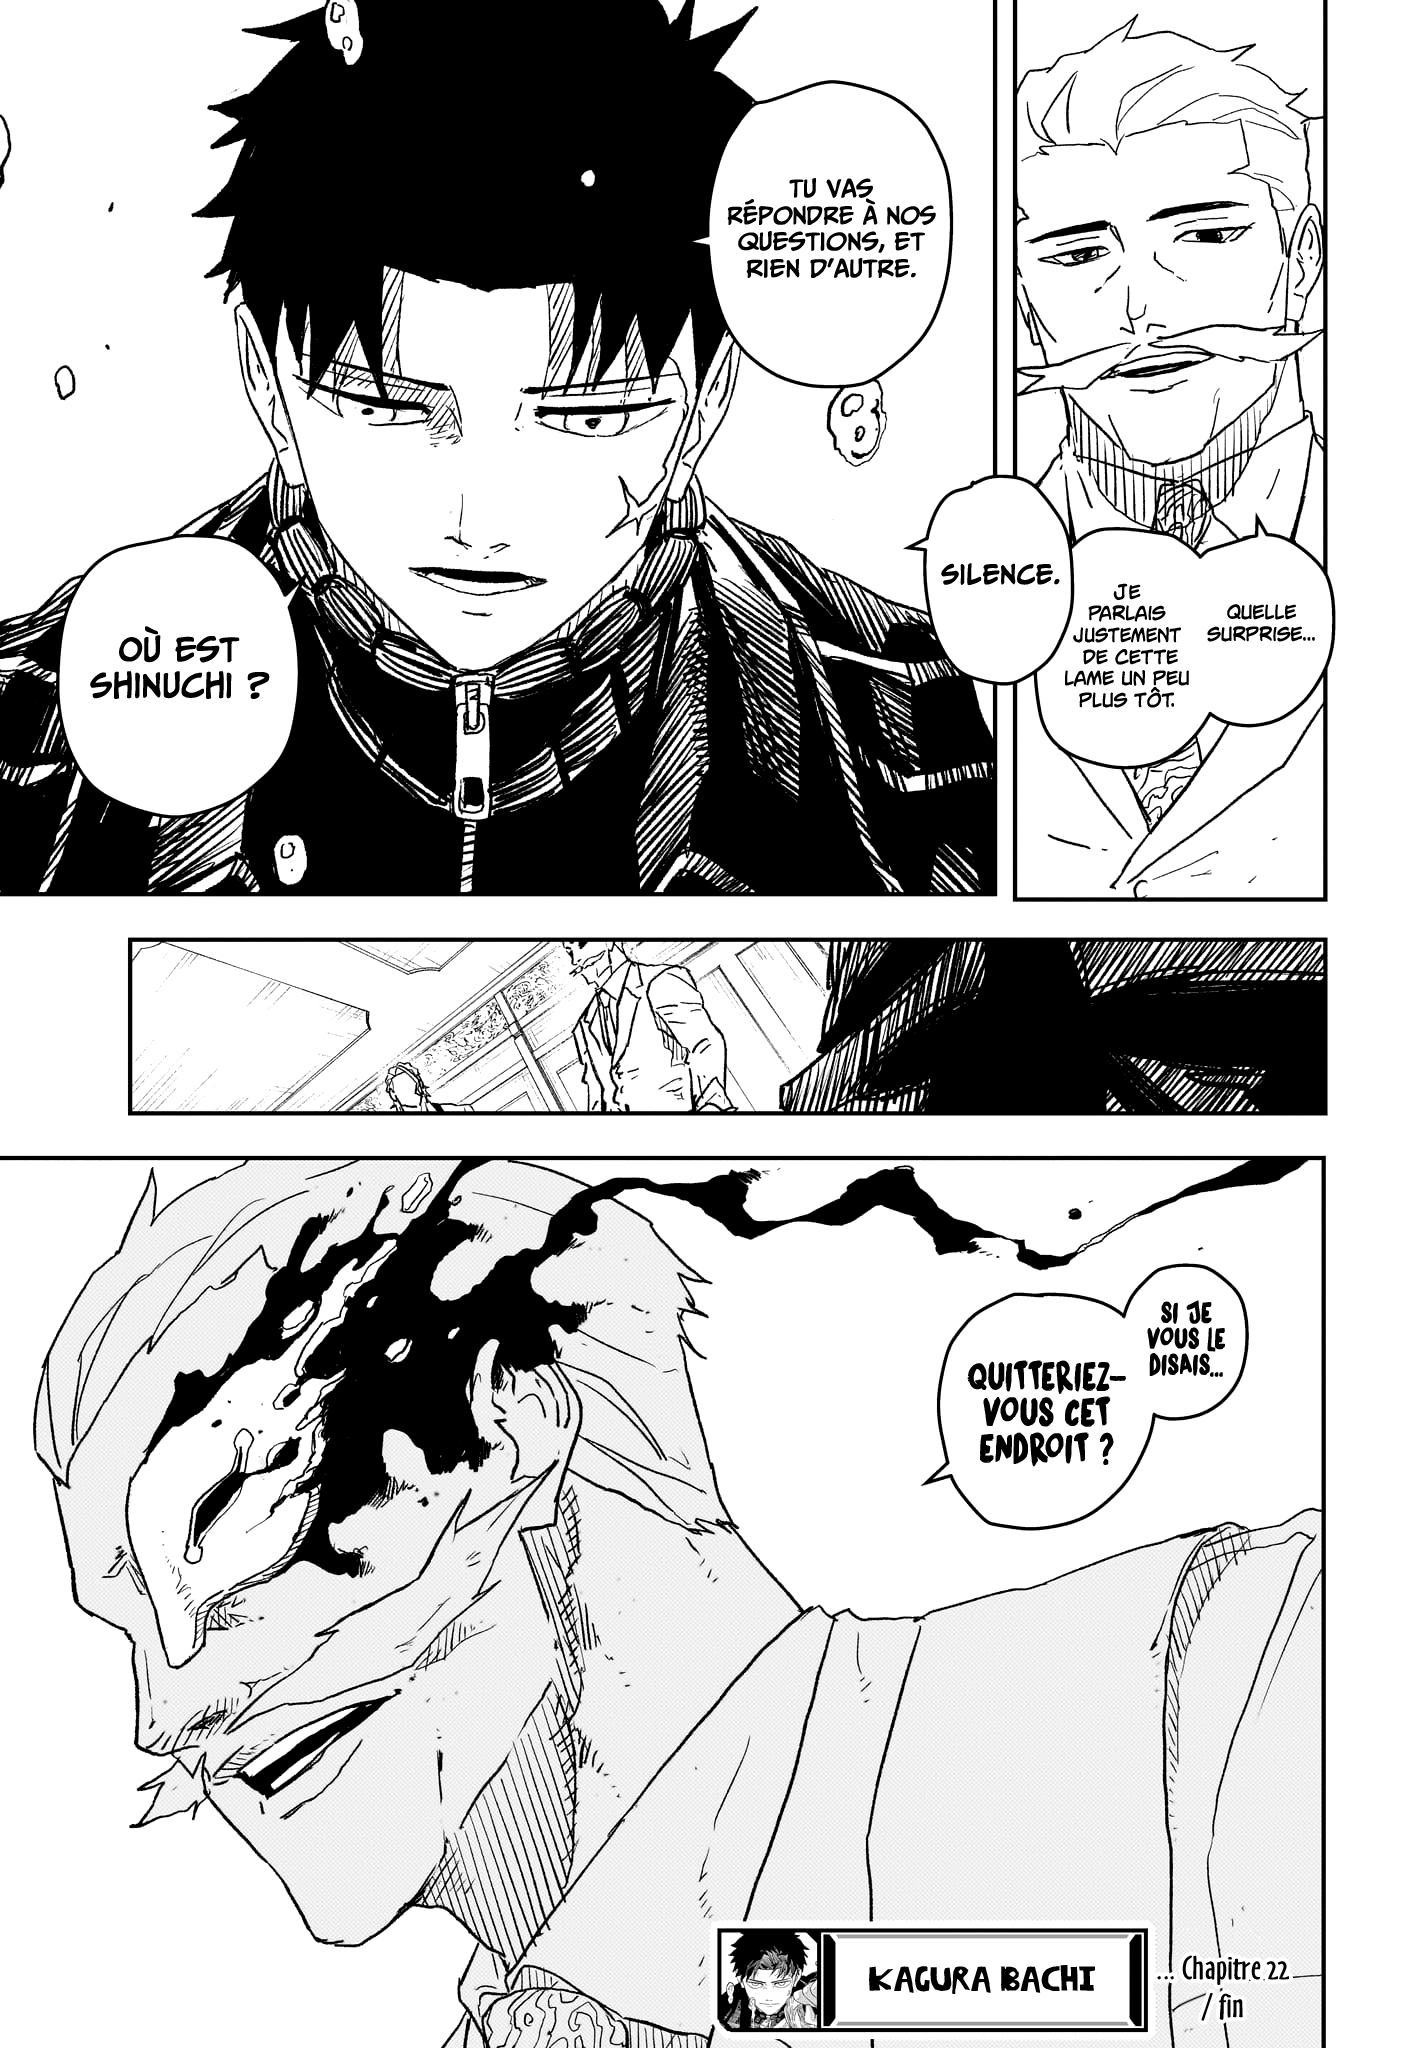 QUELLE
SURPRISE...
JE
PARLAIS
JUSTEMENT
DE CETTE
LAME UN PEU
PLUS TÔT.
SILENCE.
TU VAS
RÉPONDRE À NOS
QUESTIONS, ET
RIEN D'AUTRE.
OÙ EST
SHINUCHI ?
SI JE
VOUS LE
DISAIS...
QUITTERIEZ-
VOUS CET
ENDROIT ?
KAGURA BACHI
... Chapitre 22
/ fin